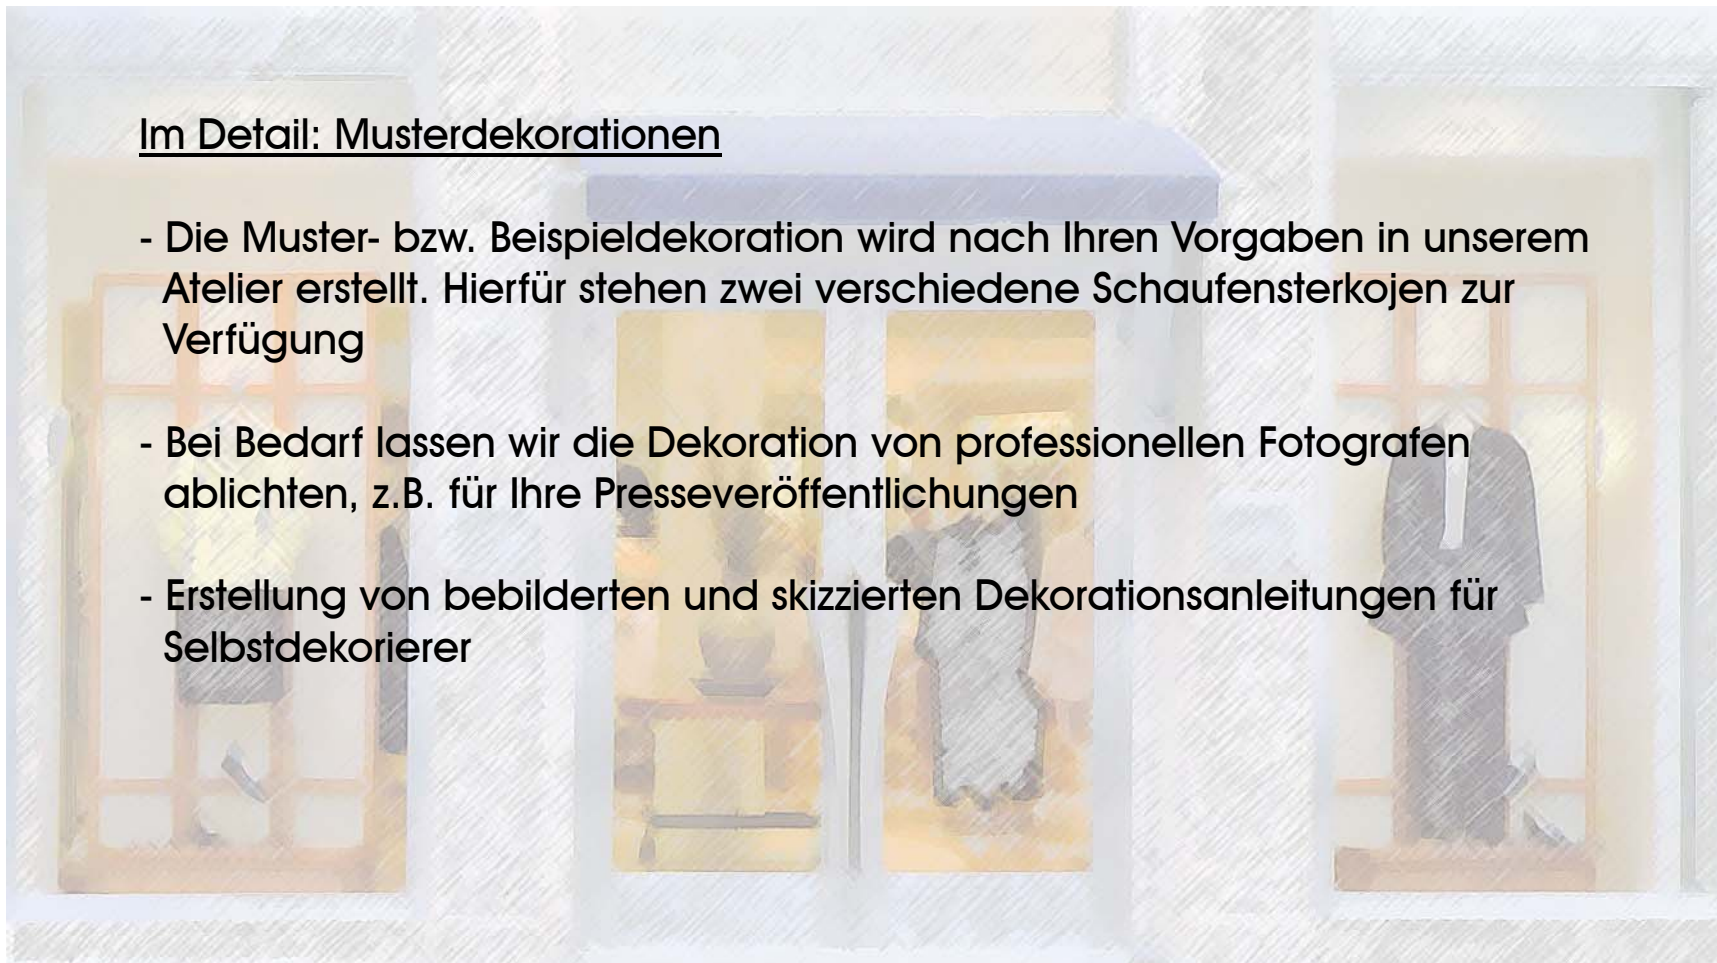 Im Detail: Musterdekorationen
- Die Muster- bzw. Beispieldekoration wird nach Ihren Vorgaben in unserem
Atelier erstellt. Hierfür stehen zwei verschiedene Schaufensterkojen zur
Verfügung
- Bei Bedarf lassen wir die Dekoration von professionellen Fotografen
ablichten, z.B. für Ihre Presseveröffentlichungen
- Erstellung von bebilderten und skizzierten Dekorationsanleitungen für
Selbstdekorierer